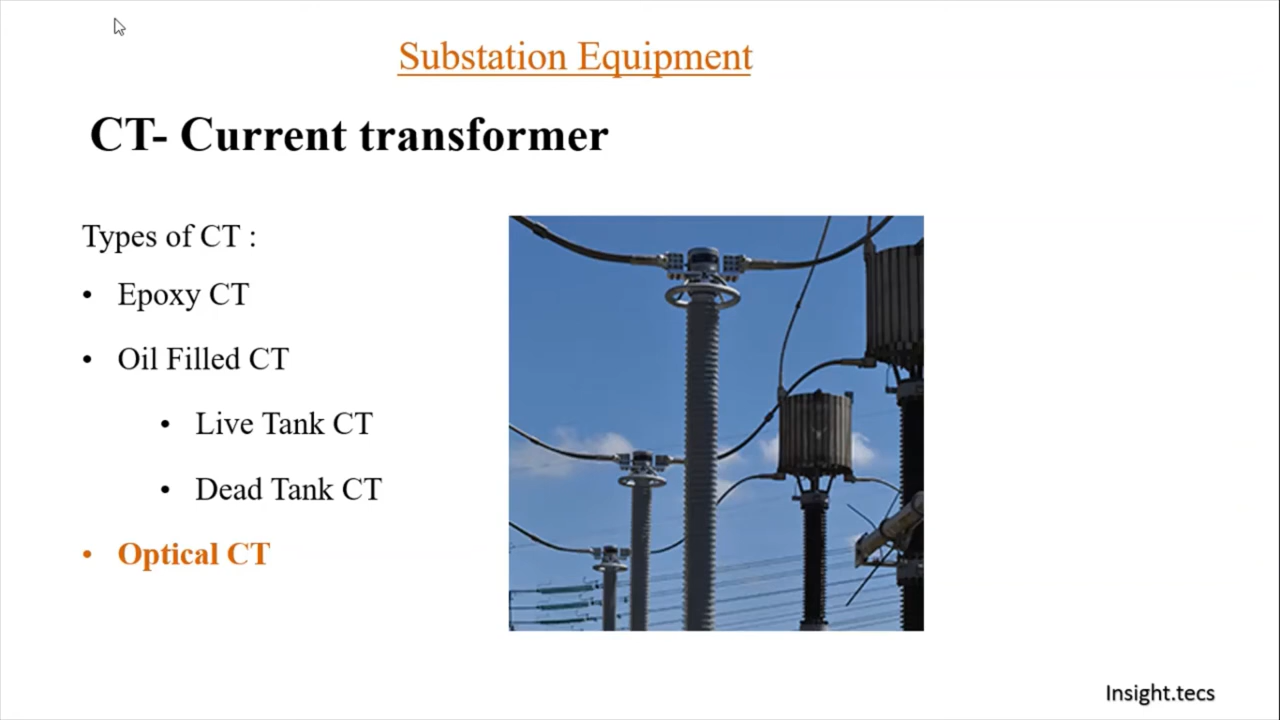 Substation Equipment
CT- Current transformer
Types of CT :
• Epoxy CT
• Oil Filled CT
• Live Tank CT
• Dead Tank CT
• Optical CT
Insight.tecs